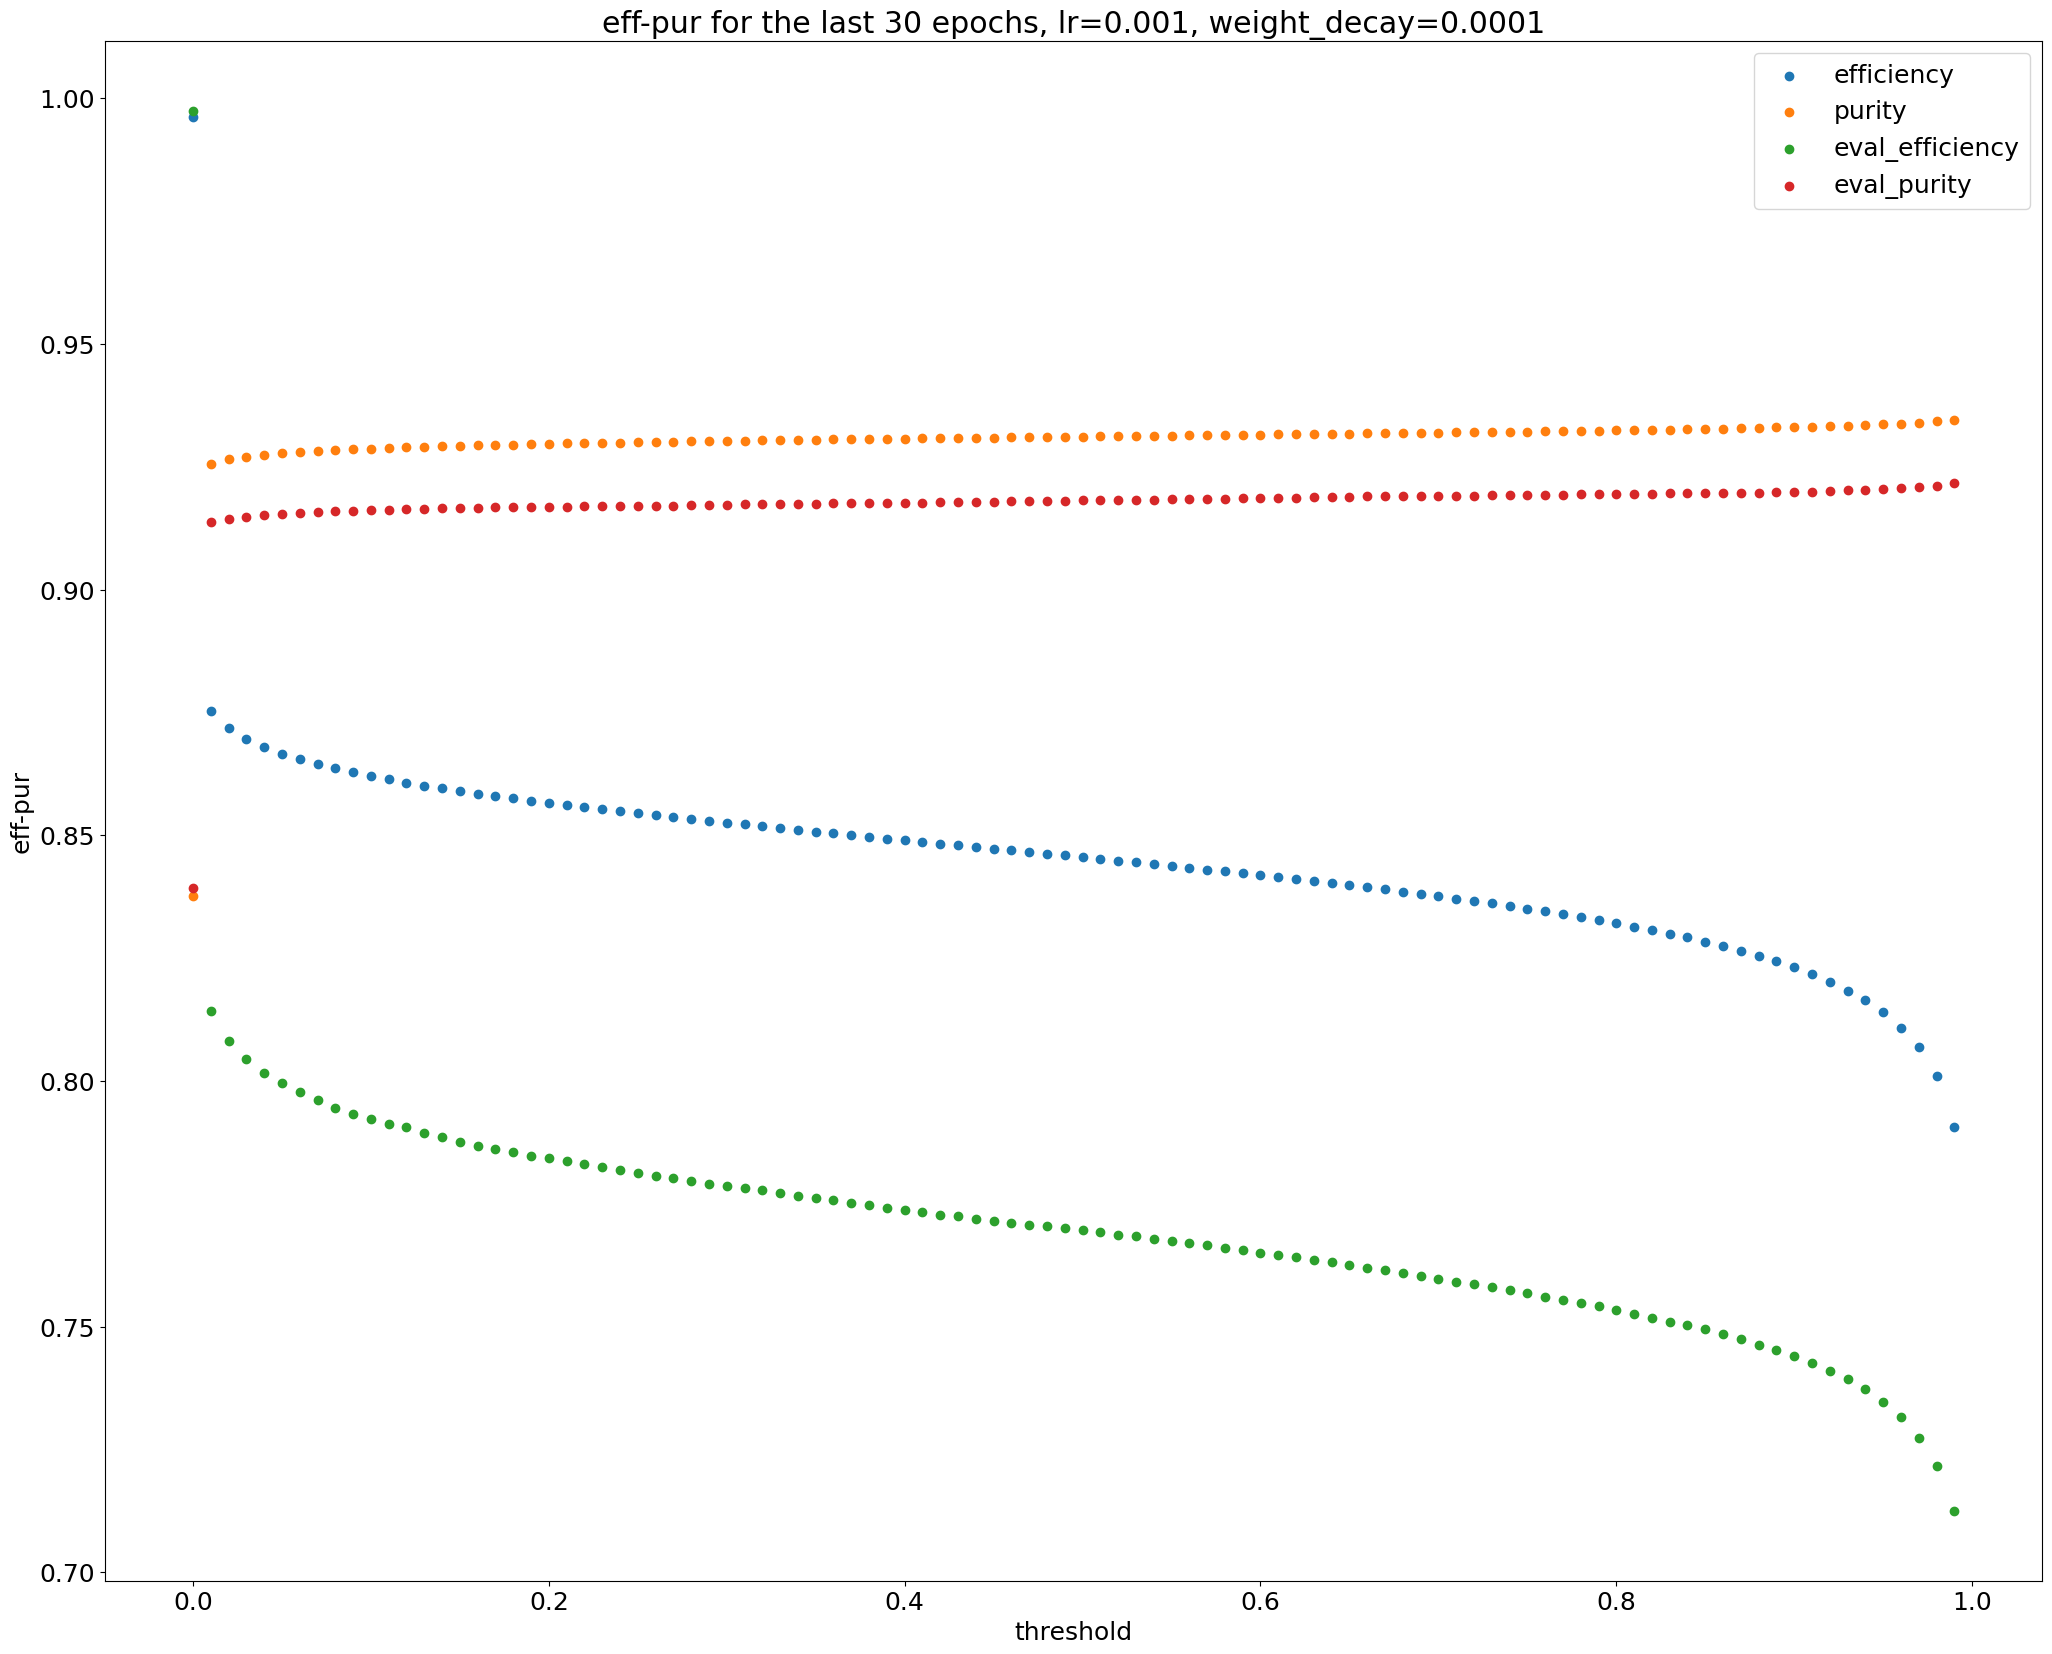 eff-pur for the last 30 epochs, lr=0.001, weight_decay=0.0001
efficiency
purity
eval_efficiency
eval_purity
1.00
0.95
0.90
0.85
0.80
0.75
0.70
eff-pur
0.0 0.2 0.4 0.6 0.8 1.0
threshold